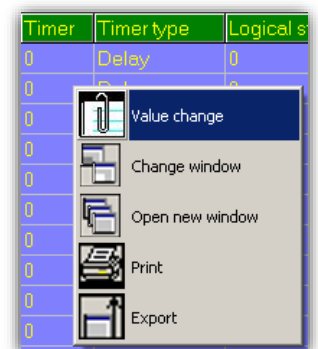 Timer Timer type Logical s
0 Delay 0
0
0 Value change
0
0 Change window
0
0 Open new window
0 Print
0
0 Export